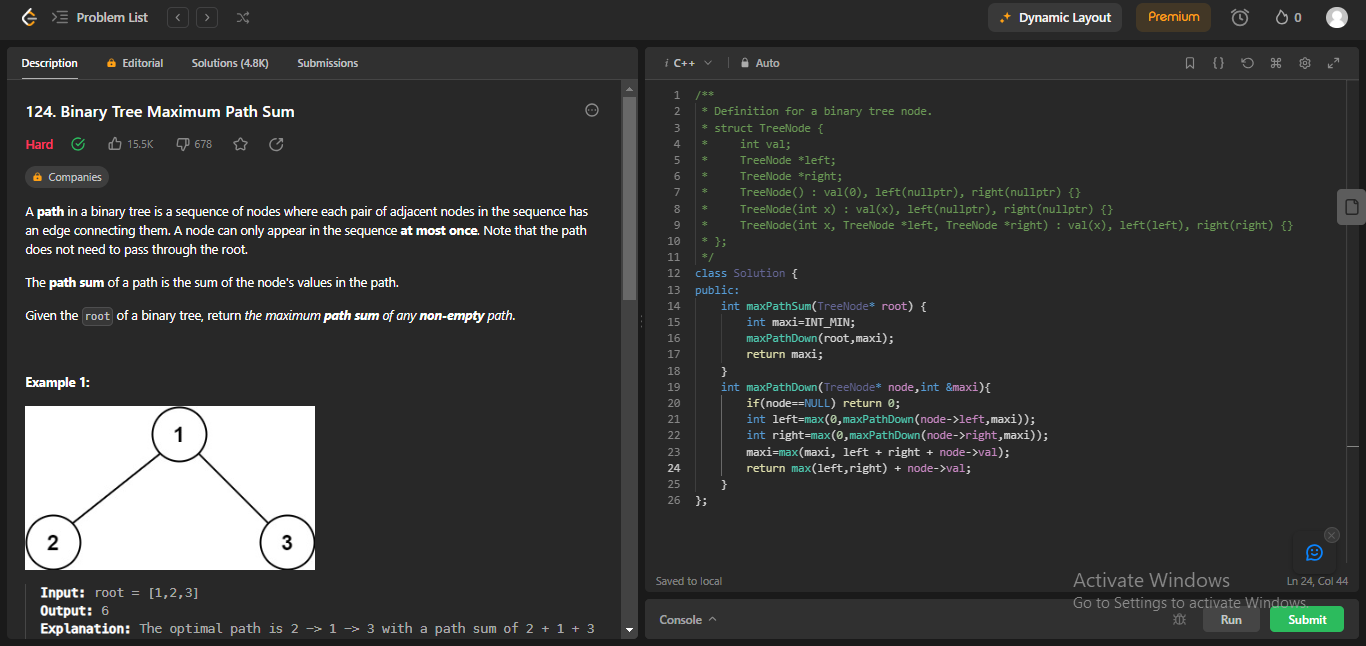 Problem List
Dynamic Layout
Premium
0
Description
Editorial
Solutions (4.8K)
Submissions
124. Binary Tree Maximum Path Sum
Hard
15.5K
678
Companies
A path in a binary tree is a sequence of nodes where each pair of adjacent nodes in the sequence has
an edge connecting them. A node can only appear in the sequence at most once. Note that the path
does not need to pass through the root.
The path sum of a path is the sum of the node's values in the path.
Given the root of a binary tree, return the maximum path sum of any non-empty path.
Example 1:
1
2
3
Input: root = [1,2,3]
Output: 6
Explanation: The optimal path is 2 -> 1 -> 3 with a path sum of 2 + 1 + 3
i C++
Auto
1 /**
2 * Definition for a binary tree node.
3 * struct TreeNode {
4 *     int val;
5 *     TreeNode *left;
6 *     TreeNode *right;
7 *     TreeNode() : val(0), left(nullptr), right(nullptr) {}
8 *     TreeNode(int x) : val(x), left(nullptr), right(nullptr) {}
9 *     TreeNode(int x, TreeNode *left, TreeNode *right) : val(x), left(left), right(right) {}
10 * };
11 */
12 class Solution {
13 public:
14     int maxPathSum(TreeNode* root) {
15         int maxi=INT_MIN;
16         maxPathDown(root,maxi);
17         return maxi;
18     }
19     int maxPathDown(TreeNode* node,int &maxi){
20         if(node==NULL) return 0;
21         int left=max(0,maxPathDown(node->left,maxi));
22         int right=max(0,maxPathDown(node->right,maxi));
23         maxi=max(maxi, left + right + node->val);
24         return max(left,right) + node->val;
25     }
26 };
Saved to local
Ln 24, Col 44
Activate Windows
Go to Settings to activate Windows.
Console
Run
Submit